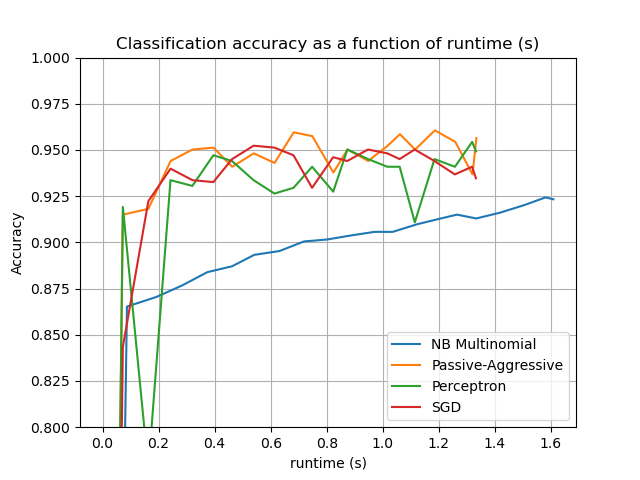 Classification accuracy as a function of runtime (s)
1.000
0.975
0.950
0.925
0.900
0.875
0.850
0.825
0.800
Accuracy
NB Multinomial
Passive-Aggressive
Perceptron
SGD
0.0 0.2 0.4 0.6 0.8 1.0 1.2 1.4 1.6
runtime (s)